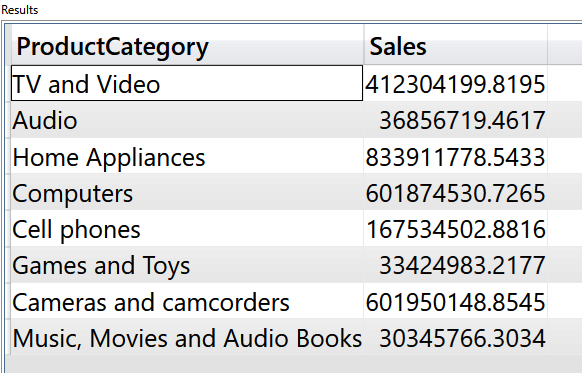 Results
ProductCategory Sales
TV and Video 412304199.8195
Audio 36856719.4617
Home Appliances 833911778.5433
Computers 601874530.7265
Cell phones 167534502.8816
Games and Toys 33424983.2177
Cameras and camcorders 601950148.8545
Music, Movies and Audio Books 30345766.3034